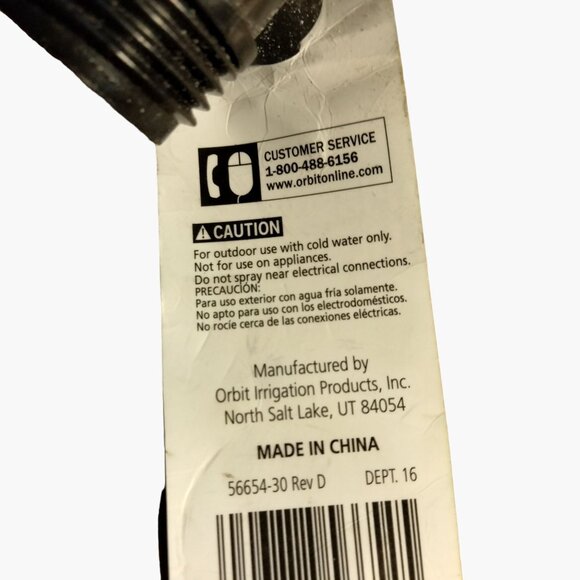 CUSTOMER SERVICE
1-800-488-6156
www.orbitonline.com
CAUTION
For outdoor use with cold water only.
Not for use on appliances.
Do not spray near electrical connections.
PRECAUCIÓN:
Para uso exterior con agua fría solamente.
No apto para uso con los electrodomésticos.
No rocíe cerca de las conexiones eléctricas.
Manufactured by
Orbit Irrigation Products, Inc.
North Salt Lake, UT 84054
MADE IN CHINA
56654-30 Rev D DEPT. 16